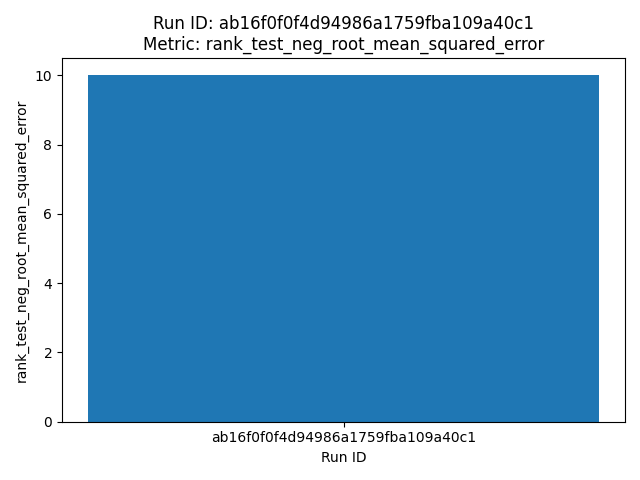 Run ID: ab16f0f0f4d94986a1759fba109a40c1
Metric: rank_test_neg_root_mean_squared_error
rank_test_neg_root_mean_squared_error
10
8
6
4
2
0
ab16f0f0f4d94986a1759fba109a40c1
Run ID